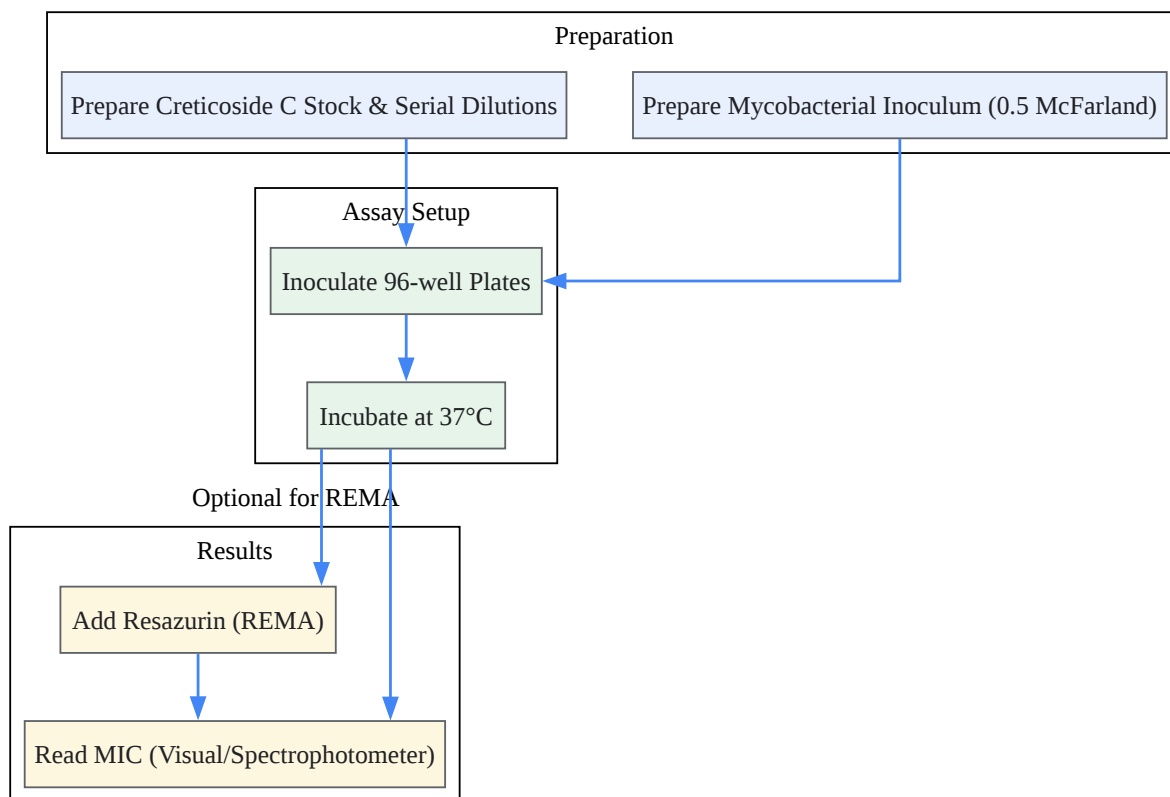 Preparation
Prepare Creticoside C Stock & Serial Dilutions
Prepare Mycobacterial Inoculum (0.5 McFarland)
Assay Setup
Inoculate 96-well Plates
Incubate at 37°C
Optional for REMA
Results
Add Resazurin (REMA)
Read MIC (Visual/Spectrophotometer)